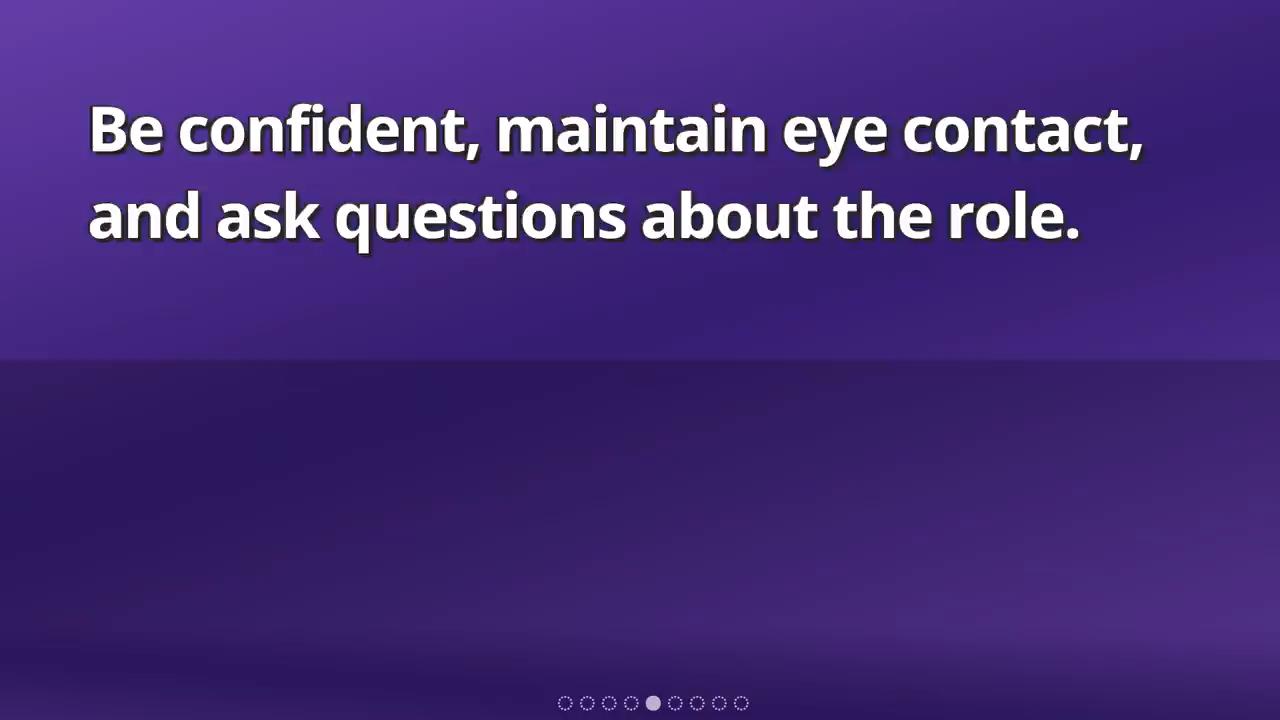 Be confident, maintain eye contact,
and ask questions about the role.